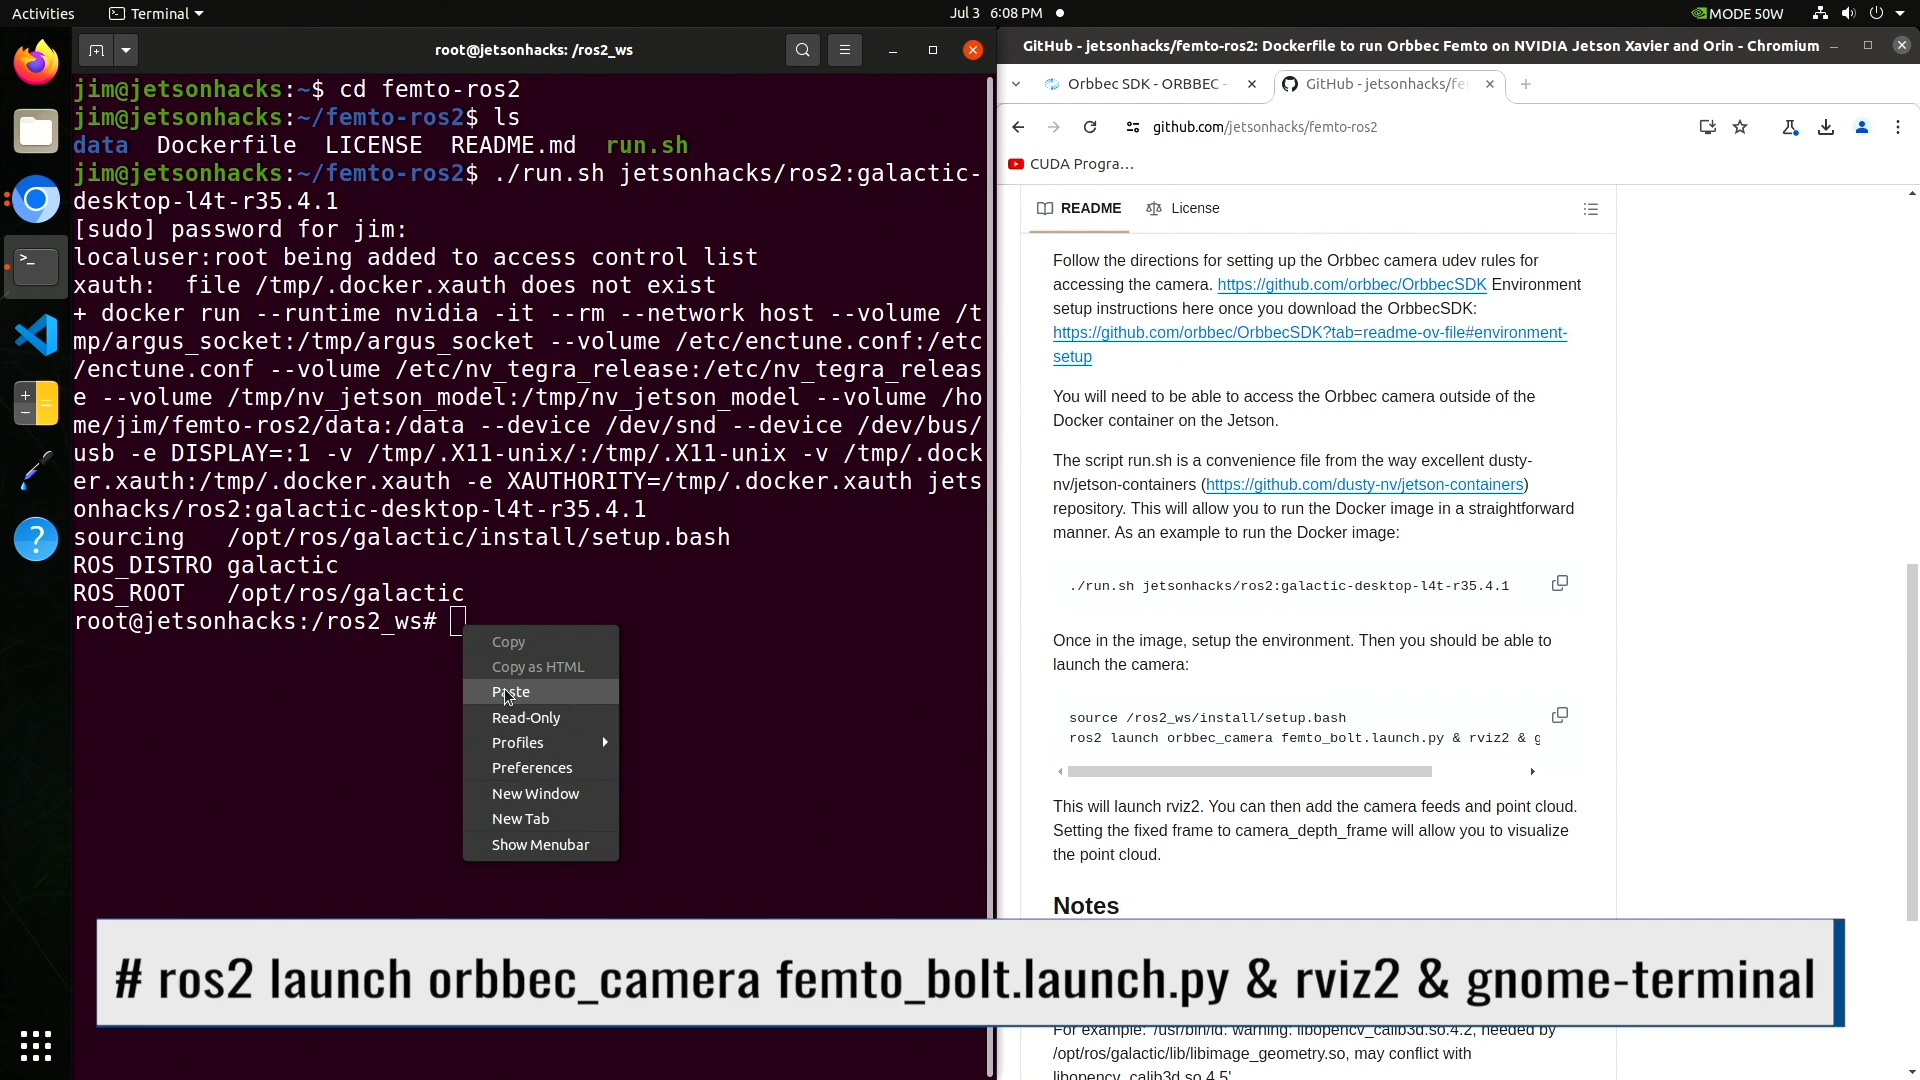 Activities
Terminal
Jul 3 6:08 PM
MODE 50W
root@jetsonhacks: /ros2_ws
jim@jetsonhacks:~$ cd femto-ros2
jim@jetsonhacks:~/femto-ros2$ ls
data Dockerfile LICENSE README.md run.sh
jim@jetsonhacks:~/femto-ros2$ ./run.sh jetsonhacks/ros2:galactic-
desktop-l4t-r35.4.1
[sudo] password for jim:
localuser:root being added to access control list
xauth: file /tmp/.docker.xauth does not exist
+ docker run --runtime nvidia -it --rm --network host --volume /t
mp/argus_socket:/tmp/argus_socket --volume /etc/enctune.conf:/etc
/enctune.conf --volume /etc/nv_tegra_release:/etc/nv_tegra_releas
e --volume /tmp/nv_jetson_model:/tmp/nv_jetson_model --volume /ho
me/jim/femto-ros2/data:/data --device /dev/snd --device /dev/bus/
usb -e DISPLAY=:1 -v /tmp/.X11-unix/:/tmp/.X11-unix -v /tmp/.dock
er.xauth:/tmp/.docker.xauth -e XAUTHORITY=/tmp/.docker.xauth jets
onhacks/ros2:galactic-desktop-l4t-r35.4.1
sourcing /opt/ros/galactic/install/setup.bash
ROS_DISTRO galactic
ROS_ROOT /opt/ros/galactic
root@jetsonhacks:/ros2_ws#
Copy
Copy as HTML
Paste
Read-Only
Profiles
Preferences
New Window
New Tab
Show Menubar
GitHub - jetsonhacks/femto-ros2: Dockerfile to run Orbbec Femto on NVIDIA Jetson Xavier and Orin - Chromium
Orbbec SDK - ORBBEC -
GitHub - jetsonhacks/fe
github.com/jetsonhacks/femto-ros2
CUDA Progra...
README
License
Follow the directions for setting up the Orbbec camera udev rules for
accessing the camera. https://github.com/orbbec/OrbbecSDK Environment
setup instructions here once you download the OrbbecSDK:
https://github.com/orbbec/OrbbecSDK?tab=readme-ov-file#environment-
setup
You will need to be able to access the Orbbec camera outside of the
Docker container on the Jetson.
The script run.sh is a convenience file from the way excellent dusty-
nv/jetson-containers (https://github.com/dusty-nv/jetson-containers)
repository. This will allow you to run the Docker image in a straightforward
manner. As an example to run the Docker image:
./run.sh jetsonhacks/ros2:galactic-desktop-l4t-r35.4.1
Once in the image, setup the environment. Then you should be able to
launch the camera:
source /ros2_ws/install/setup.bash
ros2 launch orbbec_camera femto_bolt.launch.py & rviz2 & g
This will launch rviz2. You can then add the camera feeds and point cloud.
Setting the fixed frame to camera_depth_frame will allow you to visualize
the point cloud.
Notes
# ros2 launch orbbec_camera femto_bolt.launch.py & rviz2 & gnome-terminal
For example: '/usr/bin/ld: warning: libopencv_calib3d.so.4.2, needed by
/opt/ros/galactic/lib/libimage_geometry.so, may conflict with
libopencv_calib3d.so.4.5'